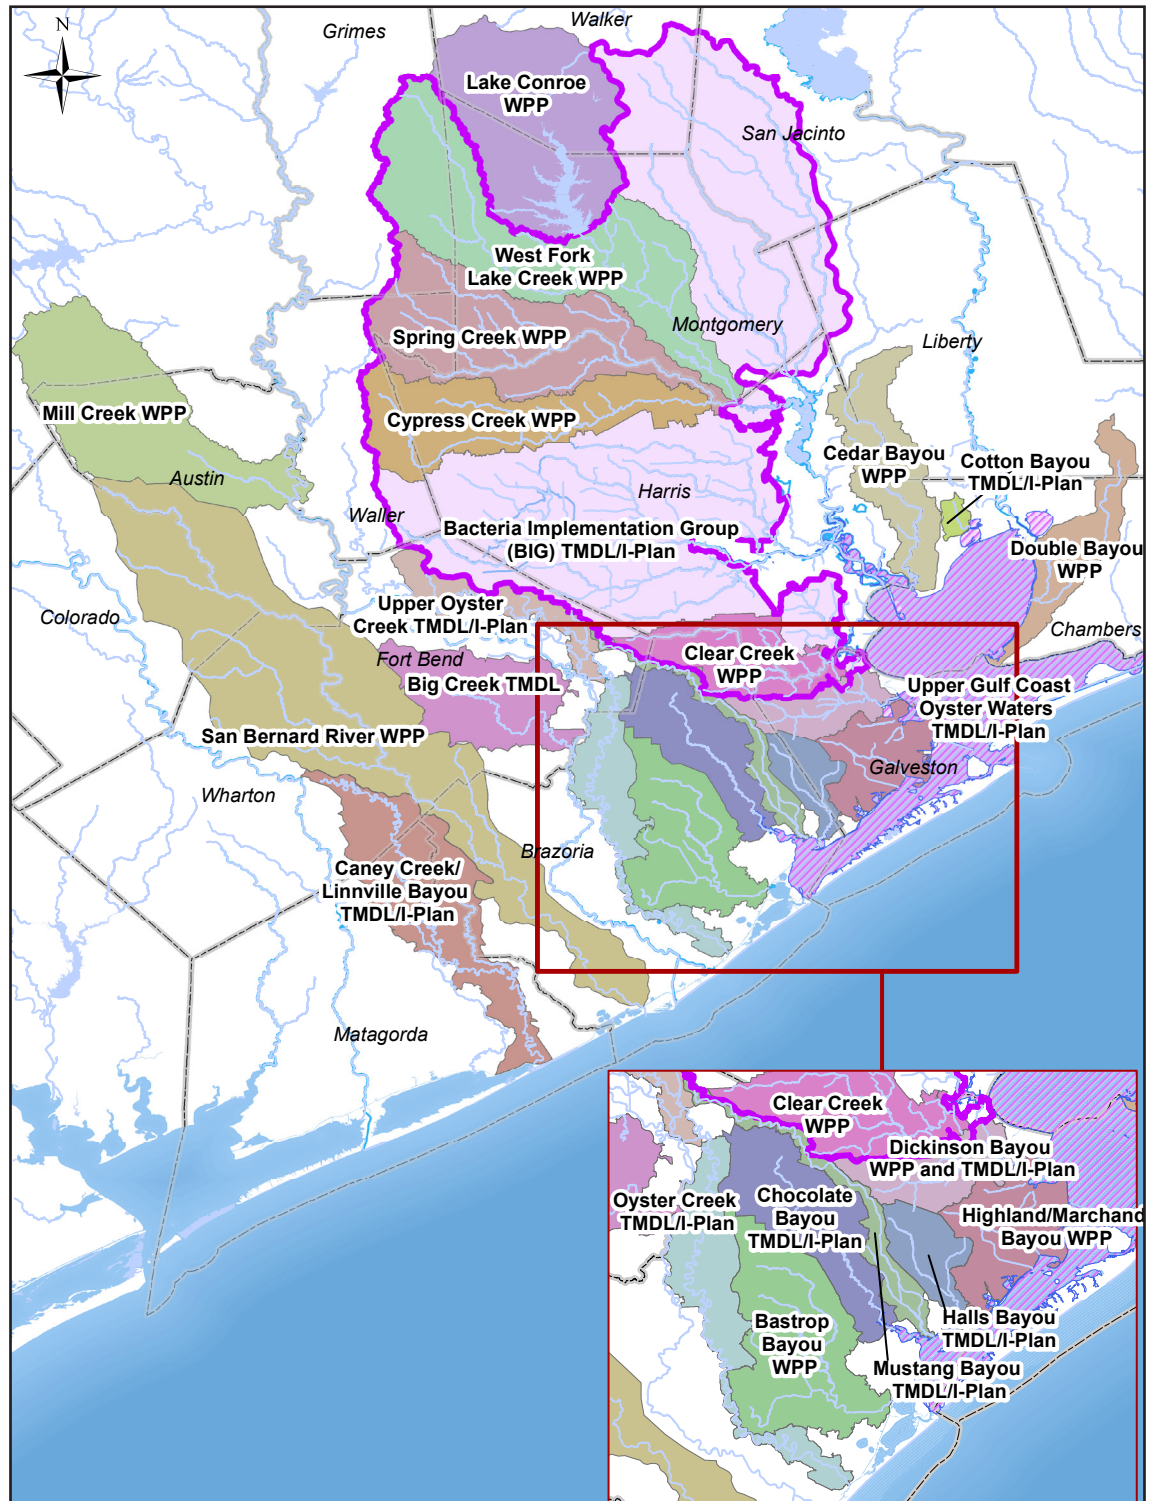 N
Grimes
Walker
Lake Conroe
WPP
San Jacinto
West Fork
Lake Creek WPP
Montgomery
Spring Creek WPP
Liberty
Mill Creek WPP
Cypress Creek WPP
Cedar Bayou
WPP
Cotton Bayou
TMDL/I-Plan
Austin
Harris
Waller
Bacteria Implementation Group
(BIG) TMDL/I-Plan
Double Bayou
WPP
Colorado
Upper Oyster
Creek TMDL/I-Plan
Chambers
Fort Bend
Big Creek TMDL
Clear Creek
WPP
Upper Gulf Coast
Oyster Waters
TMDL/I-Plan
San Bernard River WPP
Galveston
Wharton
Brazoria
Caney Creek/
Linnville Bayou
TMDL/I-Plan
Matagorda
Clear Creek
WPP
Dickinson Bayou
WPP and TMDL/I-Plan
Oyster Creek
TMDL/I-Plan
Chocolate
Bayou
TMDL/I-Plan
Highland/Marchand
Bayou WPP
Bastrop
Bayou
WPP
Halls Bayou
TMDL/I-Plan
Mustang Bayou
TMDL/I-Plan